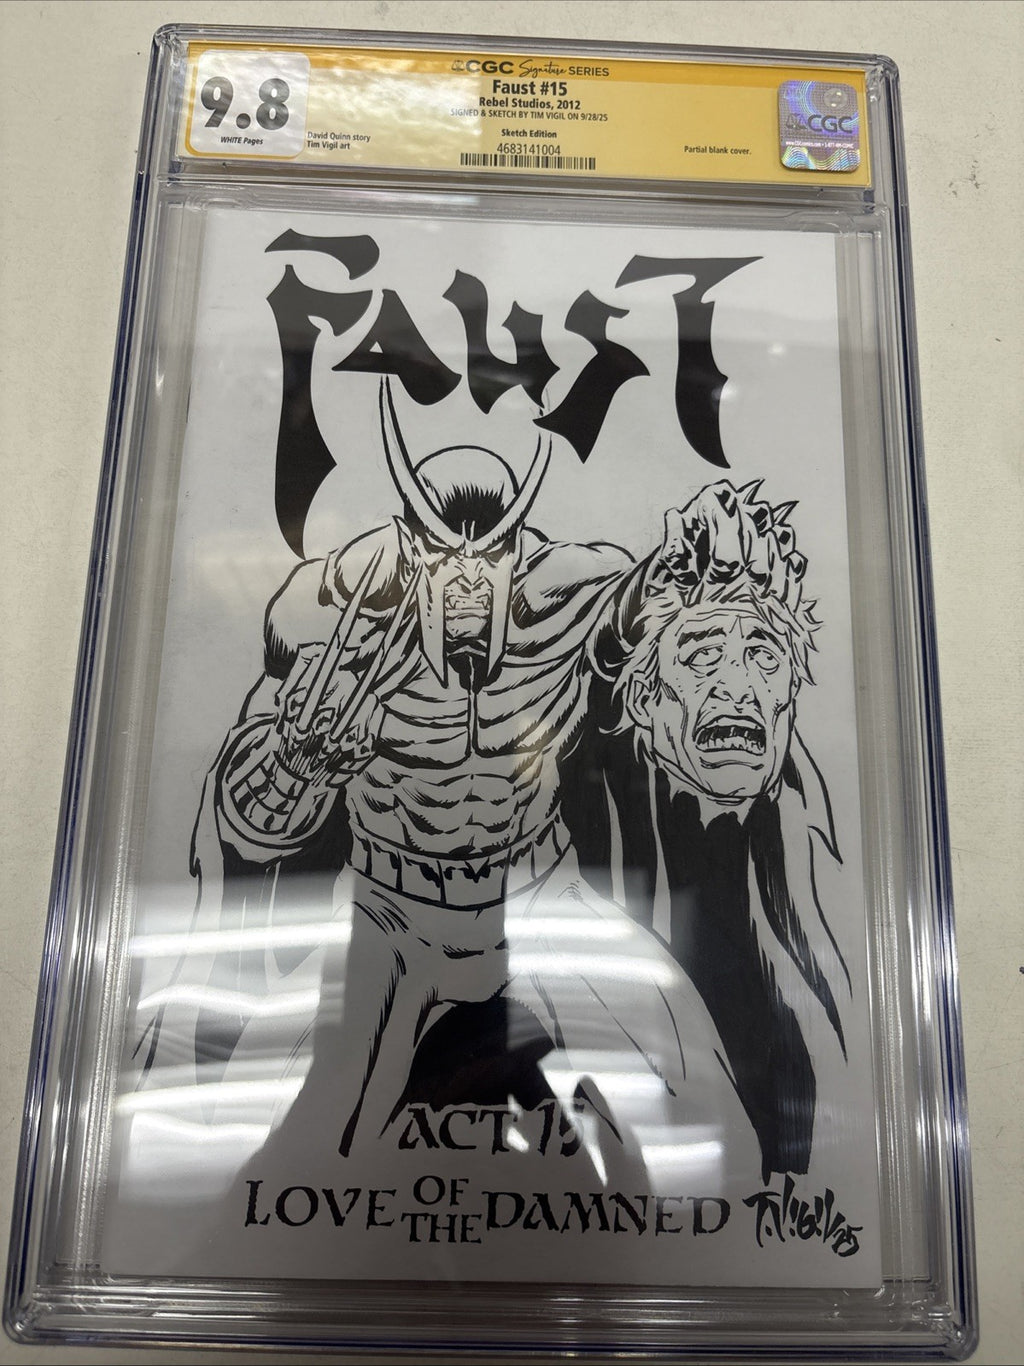 CGC Signature SERIES
Faust #15
Rebel Studios, 2012
SIGNED & SKETCH BY TIM VIGIL ON 9/28/25
Sketch Edition
4683141004
9.8
WHITE Pages
David Quinn story
Tim Vigil art
Partial blank cover.
CGC
FAUST
ACT 15
LOVE OF THE DAMNED
T.Vigil 25